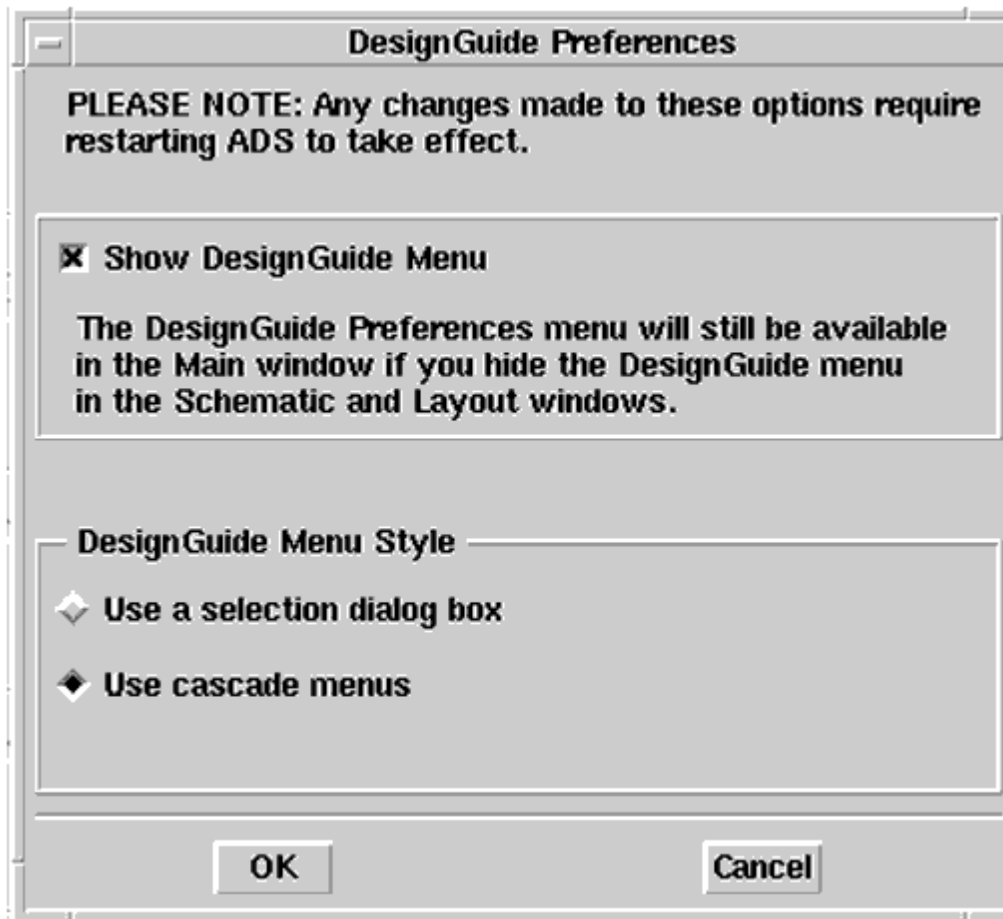 DesignGuide Preferences
PLEASE NOTE: Any changes made to these options require
restarting ADS to take effect.
Show DesignGuide Menu
The DesignGuide Preferences menu will still be available
in the Main window if you hide the DesignGuide menu
in the Schematic and Layout windows.
DesignGuide Menu Style
Use a selection dialog box
Use cascade menus
OK
Cancel